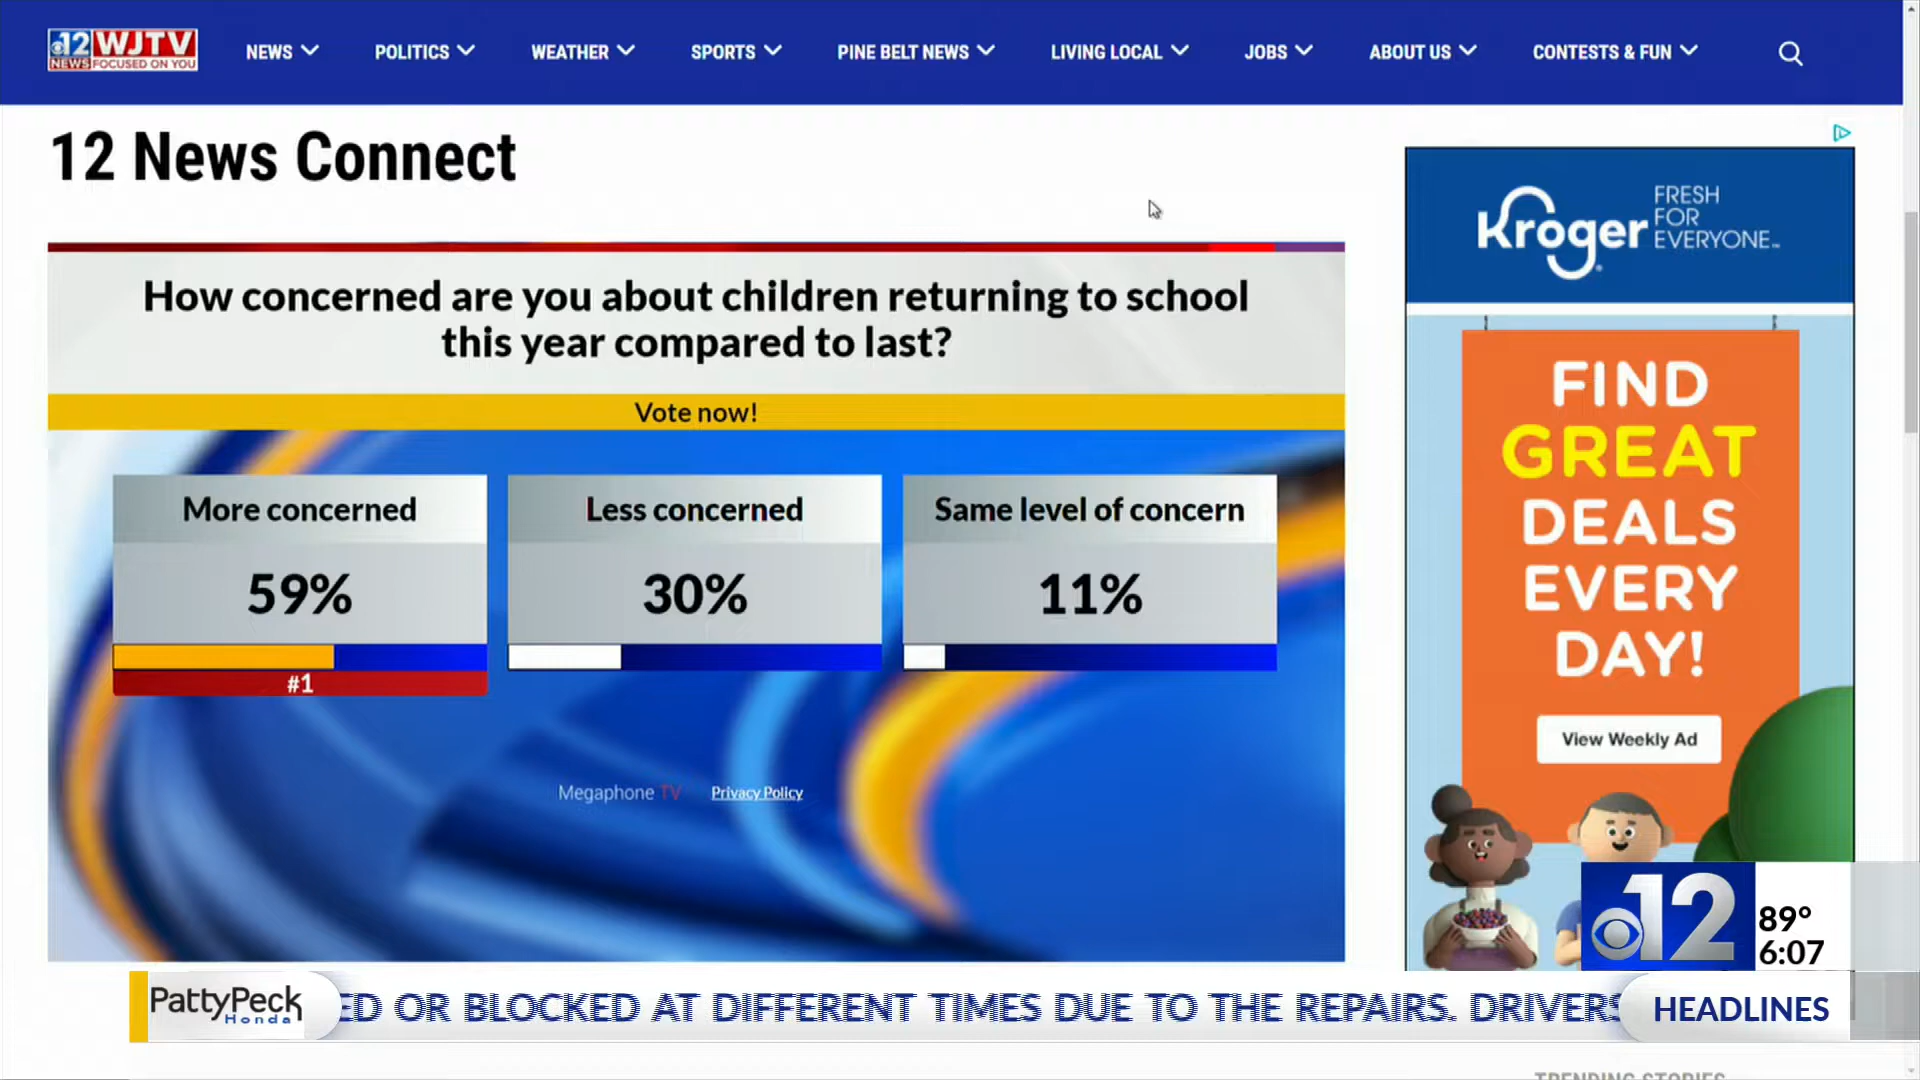 12 WJTV
NEWS FOCUSED ON YOU
NEWS
POLITICS
WEATHER
SPORTS
PINE BELT NEWS
LIVING LOCAL
JOBS
ABOUT US
CONTESTS & FUN
12 News Connect
How concerned are you about children returning to school
this year compared to last?
Vote now!
More concerned
59%
#1
Less concerned
30%
Same level of concern
11%
Megaphone TV
Privacy Policy
Kroger
FRESH
FOR
EVERYONE™
FIND
GREAT
DEALS
EVERY
DAY!
View Weekly Ad
12
89°
6:07
PattyPeck
Honda
ED OR BLOCKED AT DIFFERENT TIMES DUE TO THE REPAIRS. DRIVERS
HEADLINES
TRENDING STORIES